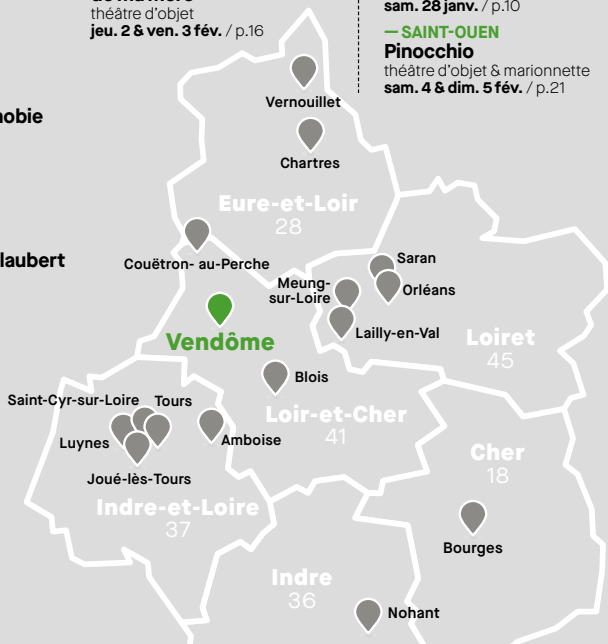 théâtre d'objet
jeu. 2 & ven. 3 fév. / p.16
sam. 28 janv. / p.10
— SAINT-OUEN
Pinocchio
théâtre d'objet & marionnette
sam. 4 & dim. 5 fév. / p.21
Vernouillet
Chartres
Eure-et-Loir
28
Couëtron- au-Perche
Saran
Meung-
sur-Loire
Orléans
Lailly-en-Val
Vendôme
Loiret
45
Blois
Saint-Cyr-sur-Loire
Tours
Luynes
Amboise
Joué-lès-Tours
Loir-et-Cher
41
Cher
18
Indre-et-Loire
37
Bourges
Indre
36
Nohant